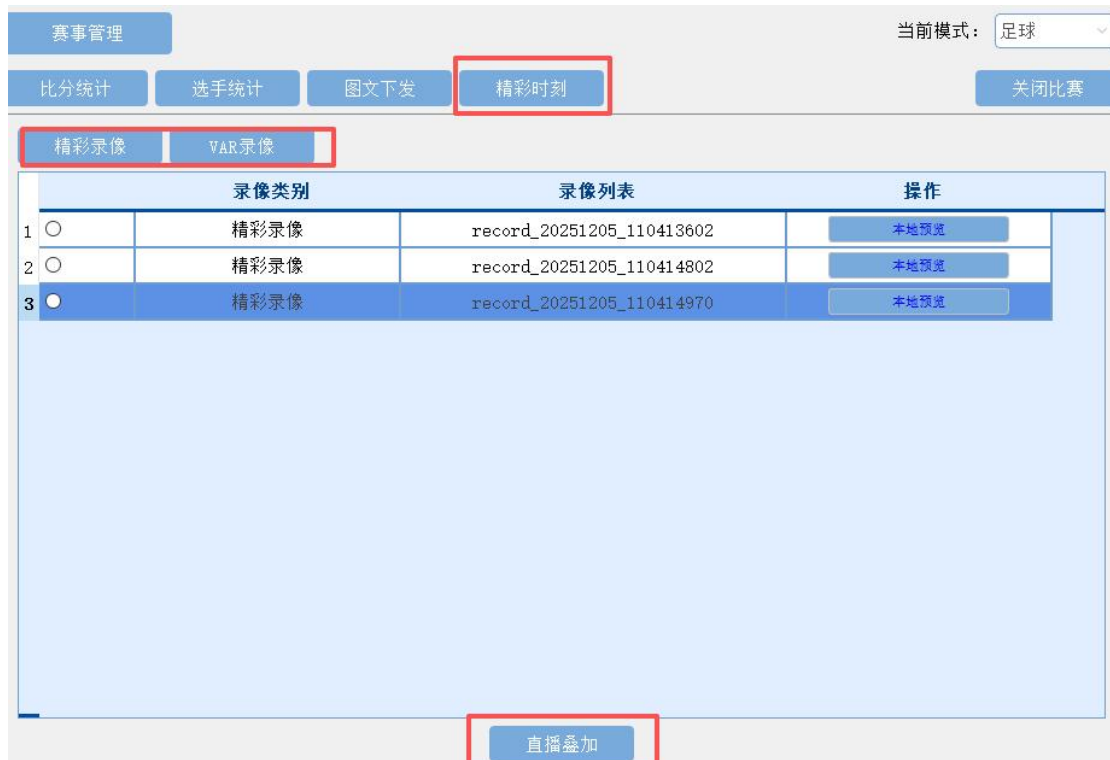 赛事管理 当前模式： 足球
比分统计 选手统计 图文下发 精彩时刻 关闭比赛
精彩录像 VAR录像
录像类别 录像列表 操作
1 精彩录像 record_20251205_110413602 本地预览
2 精彩录像 record_20251205_110414802 本地预览
3 精彩录像 record_20251205_110414970 本地预览
直播叠加